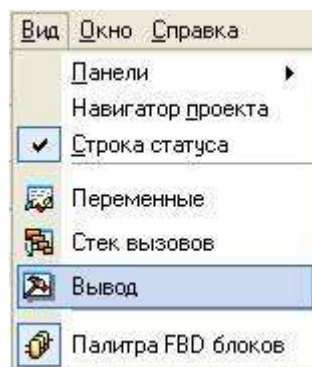 Вид Окно Справка
Панели
Навигатор проекта
Строка статуса
Переменные
Стек вызовов
Вывод
Палитра FBD блоков